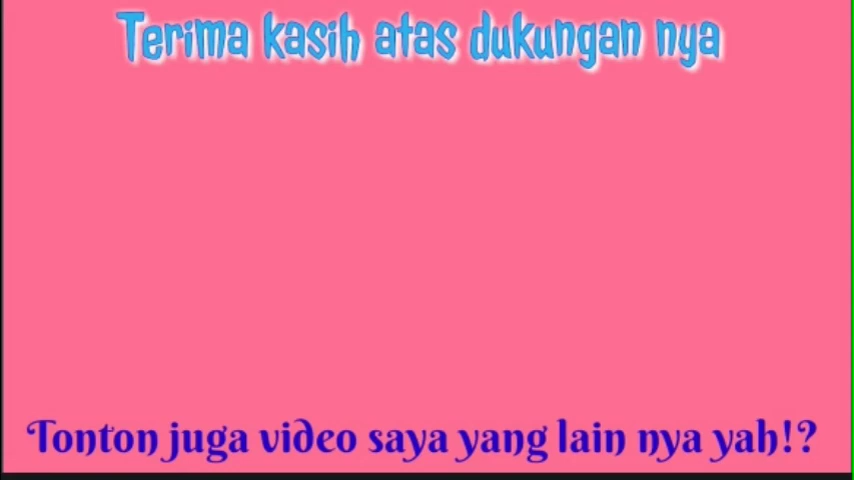 Terima kasih atas dukungan nya
Tonton juga video saya yang lain nya yah!?